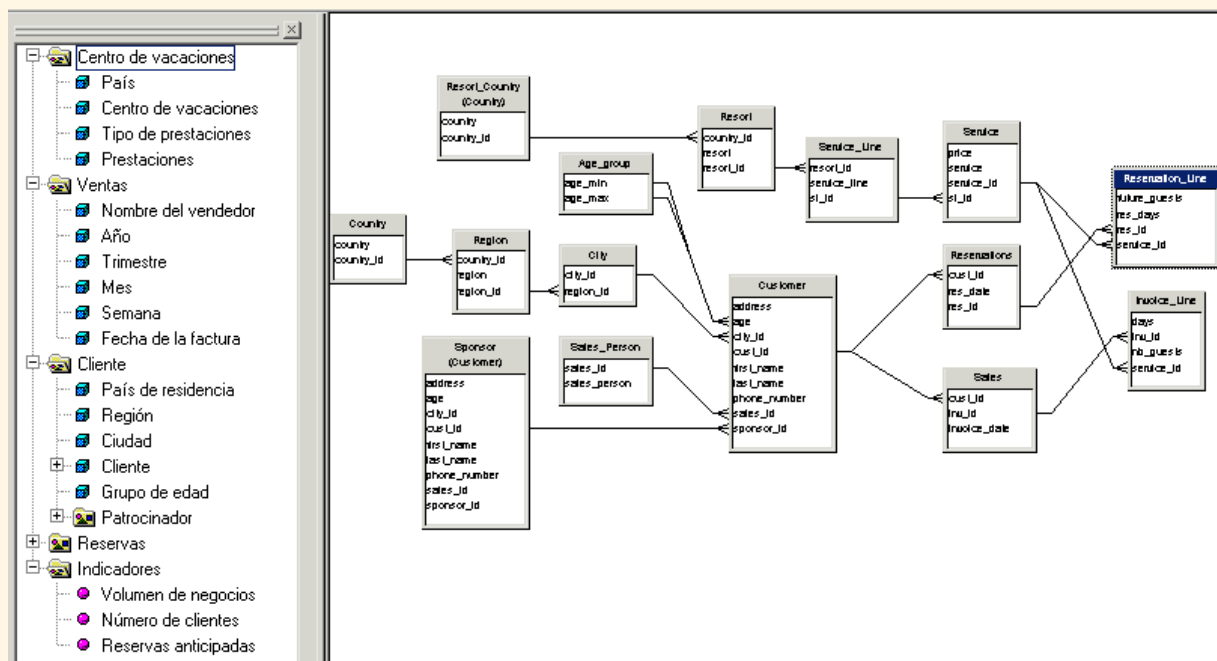 Centro de vacaciones
País
Centro de vacaciones
Tipo de prestaciones
Prestaciones
Ventas
Nombre del vendedor
Año
Trimestre
Mes
Semana
Fecha de la factura
Cliente
País de residencia
Región
Ciudad
Cliente
Grupo de edad
Patrocinador
Reservas
Indicadores
Volumen de negocios
Número de clientes
Reservas anticipadas
Resort_Country
(Country)
country
country_id
Resort
country_id
resort
resort_id
Service_Line
resort_id
service_line
sl_id
Service
price
service
service_id
sl_id
Reservation_Line
future_guests
res_days
res_id
service_id
Age_group
age_min
age_max
Country
country
country_id
Region
country_id
region
region_id
City
city_id
region_id
Customer
address
age
city_id
cust_id
first_name
last_name
phone_number
sales_id
sponsor_id
Reservations
cust_id
res_date
res_id
Invoice_Line
days
inv_id
nb_guests
service_id
Sponsor
(Customer)
address
age
city_id
cust_id
first_name
last_name
phone_number
sales_id
sponsor_id
Sales_Person
sales_id
sales_person
Sales
cust_id
inv_id
invoice_date